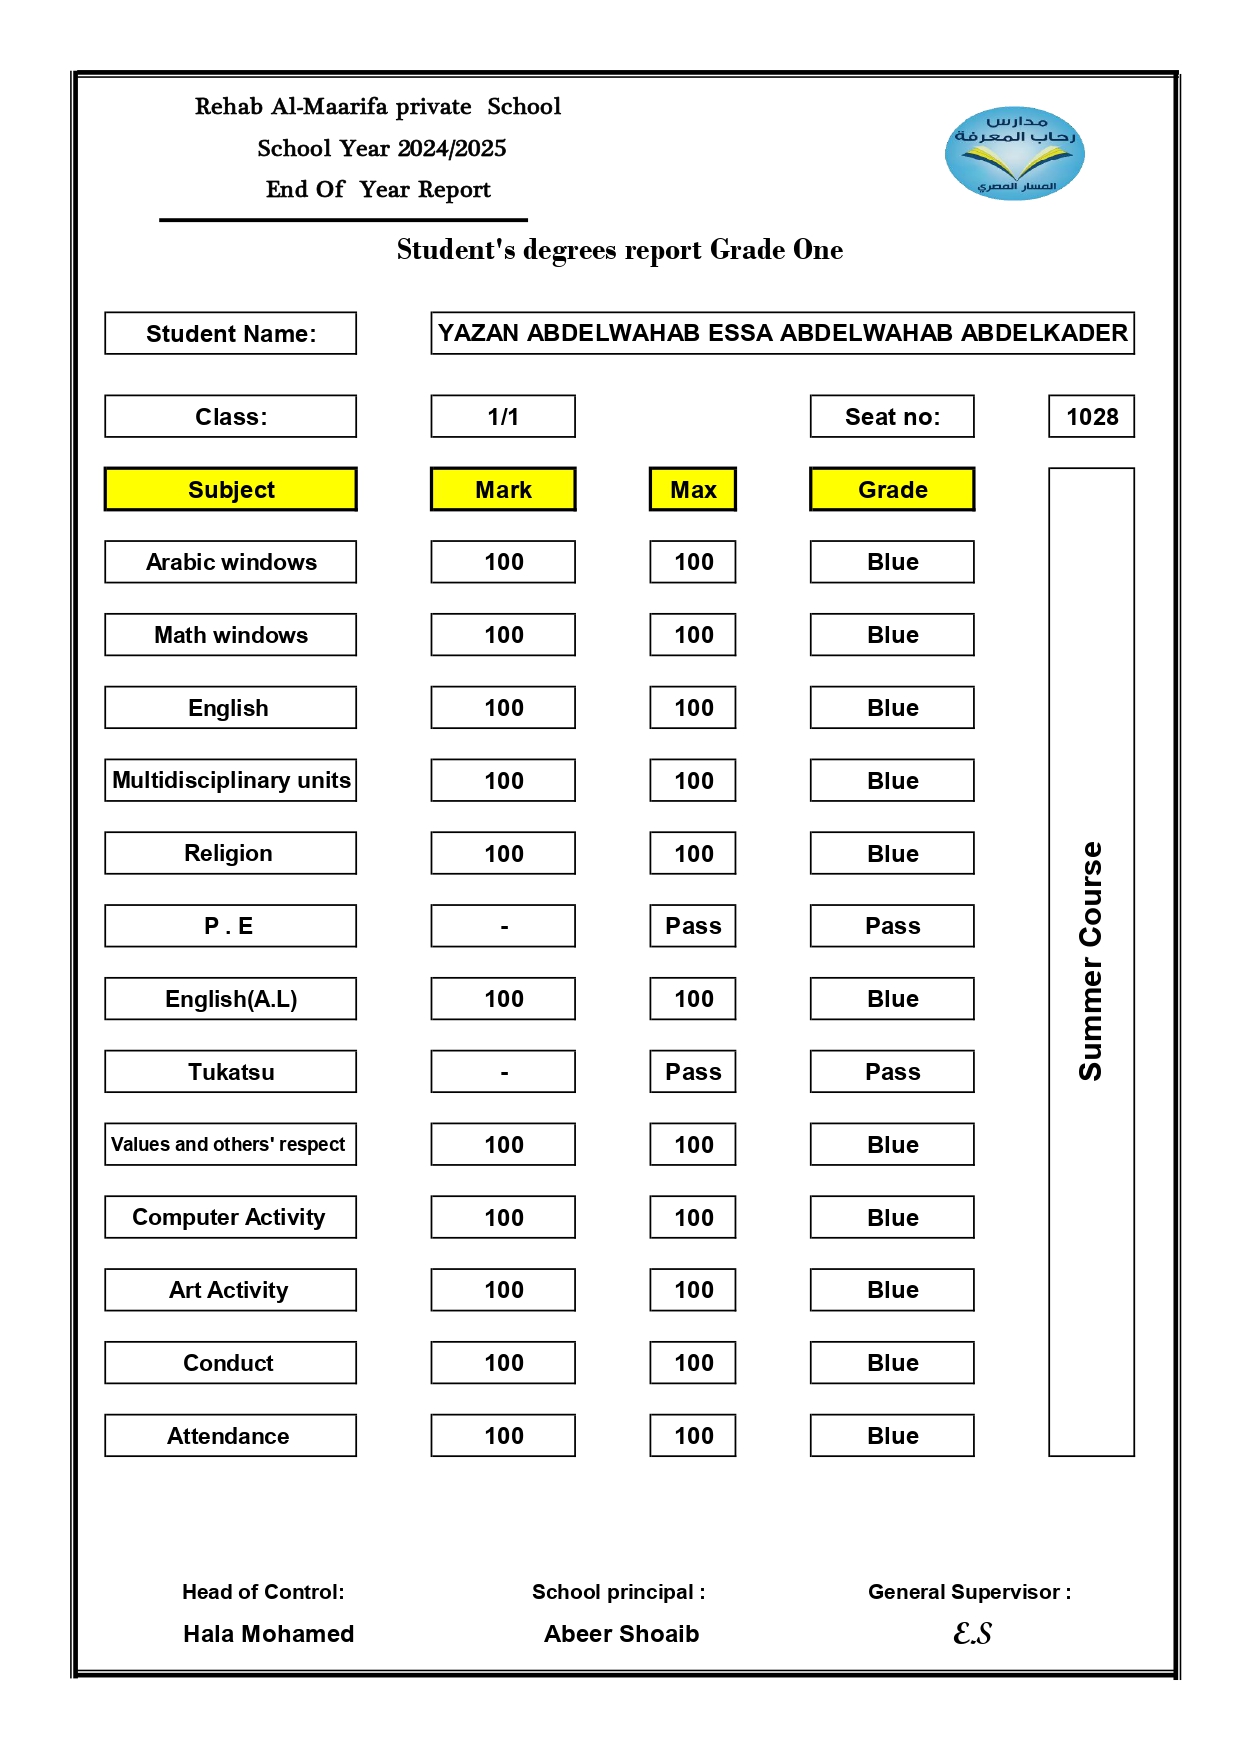 Rehab Al-Maarifa private School
School Year 2024/2025
End Of Year Report
مدارس
رحاب المعرفة
المسار المصري
Student's degrees report Grade One
Student Name: YAZAN ABDELWAHAB ESSA ABDELWAHAB ABDELKADER
Class: 1/1 Seat no: 1028
Subject Mark Max Grade
Arabic windows 100 100 Blue
Math windows 100 100 Blue
English 100 100 Blue
Multidisciplinary units 100 100 Blue
Religion 100 100 Blue
P . E - Pass Pass
English(A.L) 100 100 Blue
Tukatsu - Pass Pass
Values and others' respect 100 100 Blue
Computer Activity 100 100 Blue
Art Activity 100 100 Blue
Conduct 100 100 Blue
Attendance 100 100 Blue
Summer Course
Head of Control: School principal : General Supervisor :
Hala Mohamed Abeer Shoaib E.S